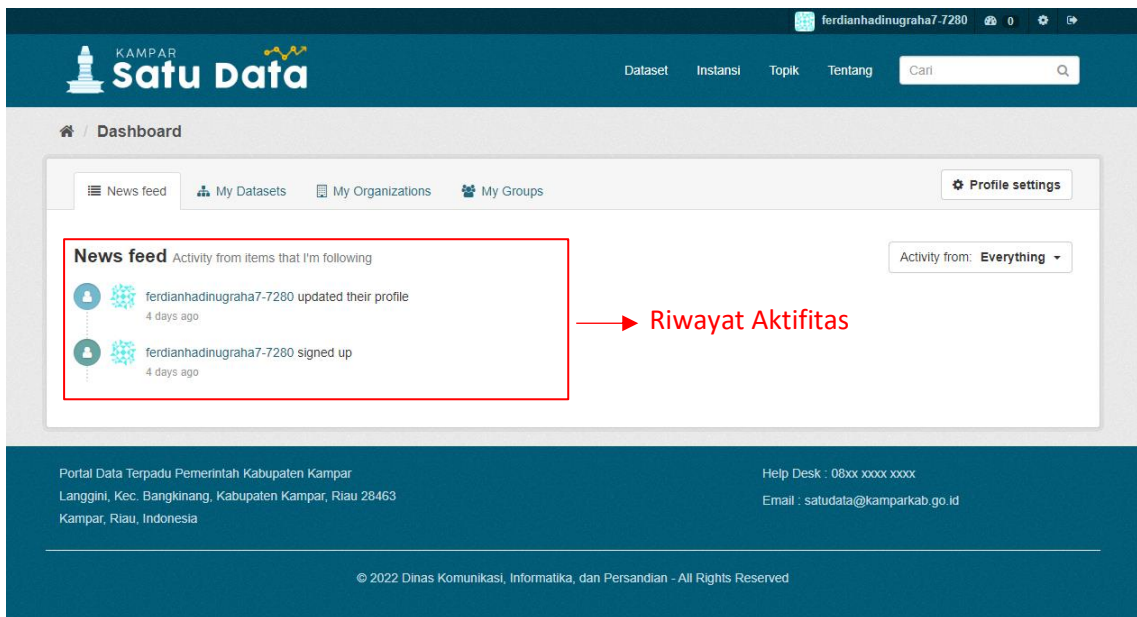 ferdianhadinugraha7-7280 0
KAMPAR
Satu Data
Dataset Instansi Topik Tentang Cari
/ Dashboard
News feed My Datasets My Organizations My Groups Profile settings
News feed Activity from items that I'm following
Activity from: Everything
ferdianhadinugraha7-7280 updated their profile
4 days ago
Riwayat Aktifitas
ferdianhadinugraha7-7280 signed up
4 days ago
Portal Data Terpadu Pemerintah Kabupaten Kampar
Langgini, Kec. Bangkinang, Kabupaten Kampar, Riau 28463
Kampar, Riau, Indonesia
Help Desk : 08xx xxxx xxxx
Email : satudata@kamparkab.go.id
© 2022 Dinas Komunikasi, Informatika, dan Persandian - All Rights Reserved